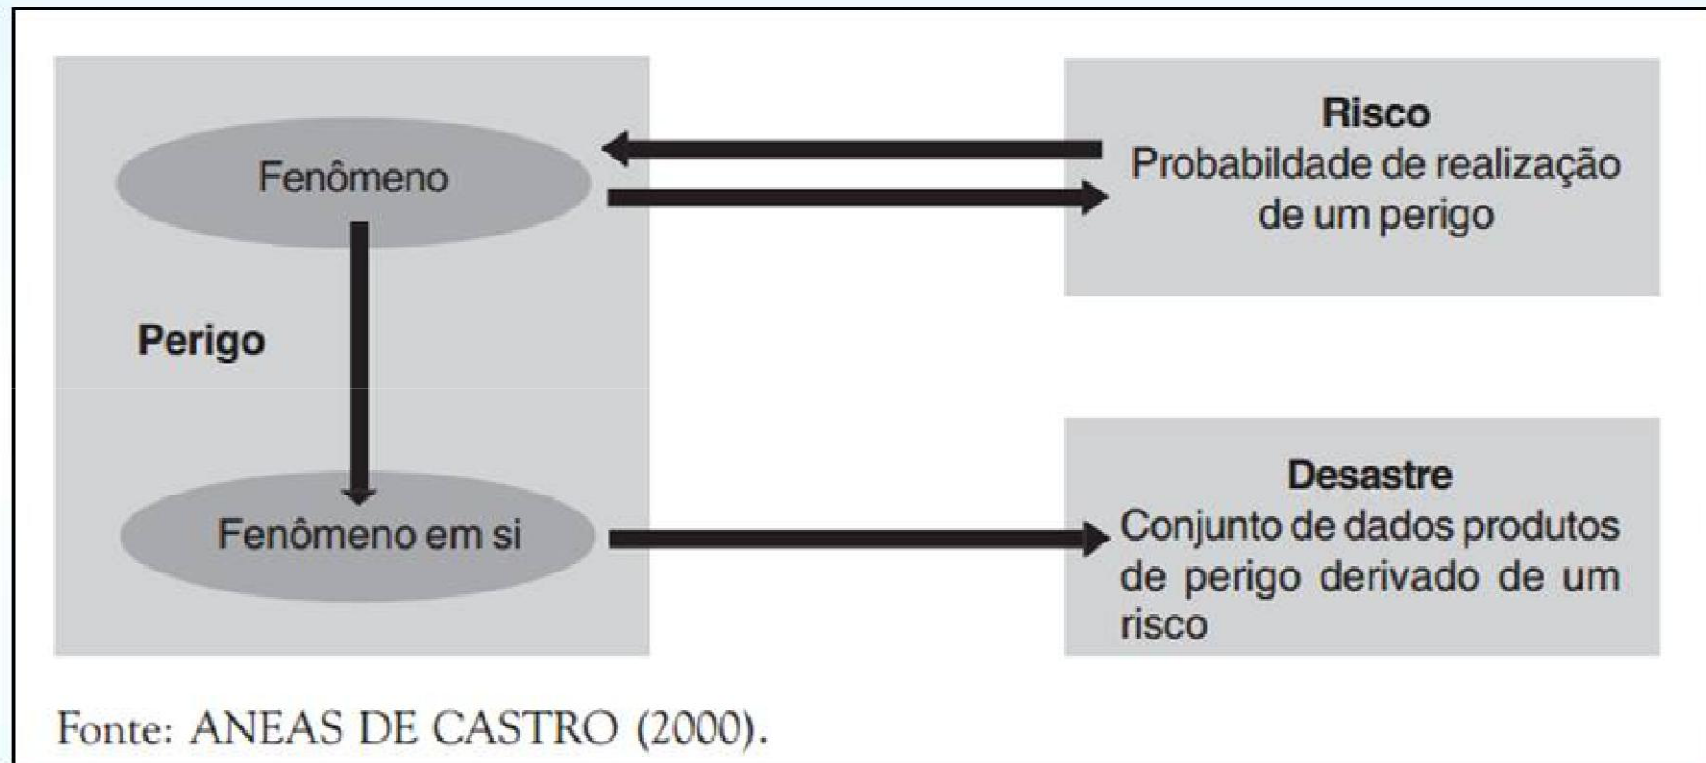 Fenômeno
Perigo
Fenômeno em si
Risco
Probabildade de realização
de um perigo
Desastre
Conjunto de dados produtos
de perigo derivado de um
risco
Fonte: ANEAS DE CASTRO (2000).